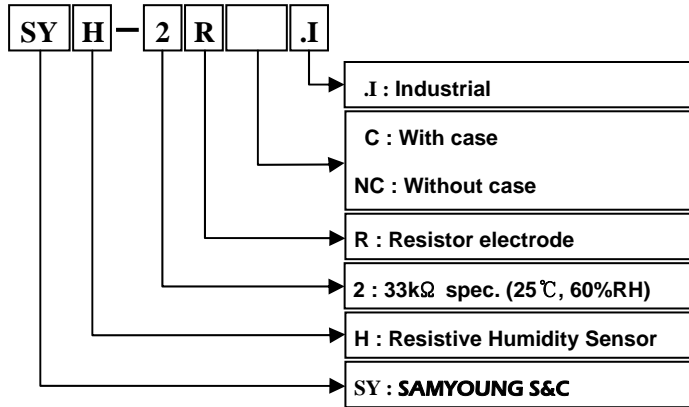 SY H - 2 R .I
.I : Industrial
C : With case
NC : Without case
R : Resistor electrode
2 : 33kΩ spec. (25℃, 60%RH)
H : Resistive Humidity Sensor
SY : SAMYOUNG S&C